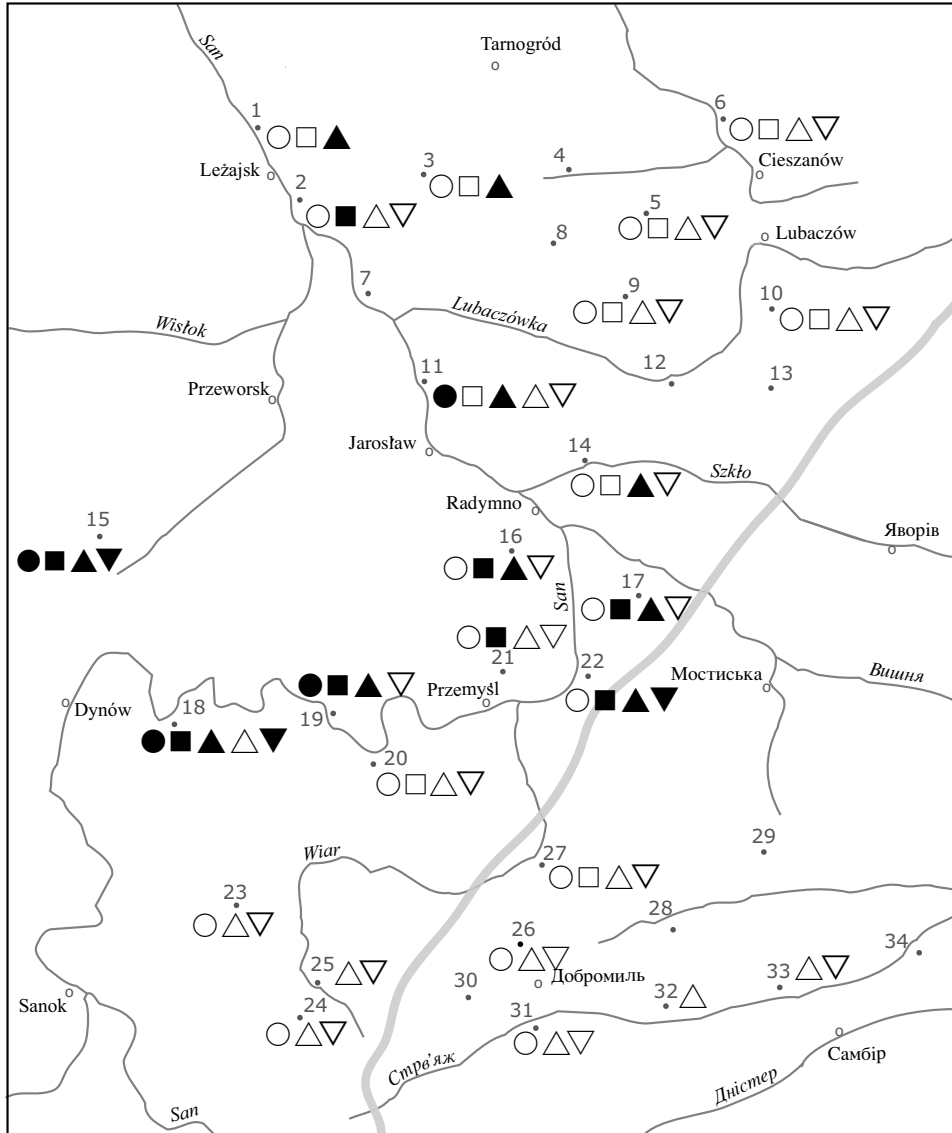 San
Tarnogród
1
6
Leżajsk
3
4
Cieszanów
2
5
8
Lubaczów
7
9
10
Wisłok
Lubaczówka
11
12
13
Przeworsk
Jarosław
14
Szkło
Radymno
15
16
Яворів
17
San
21
22
Мостиська
Вишня
Dynów
18
19
Przemyśl
20
29
Wiar
27
23
28
26
34
25
30
Добромиль
33
Sanok
24
32
31
Самбір
Стрв’яж
Дністер
San